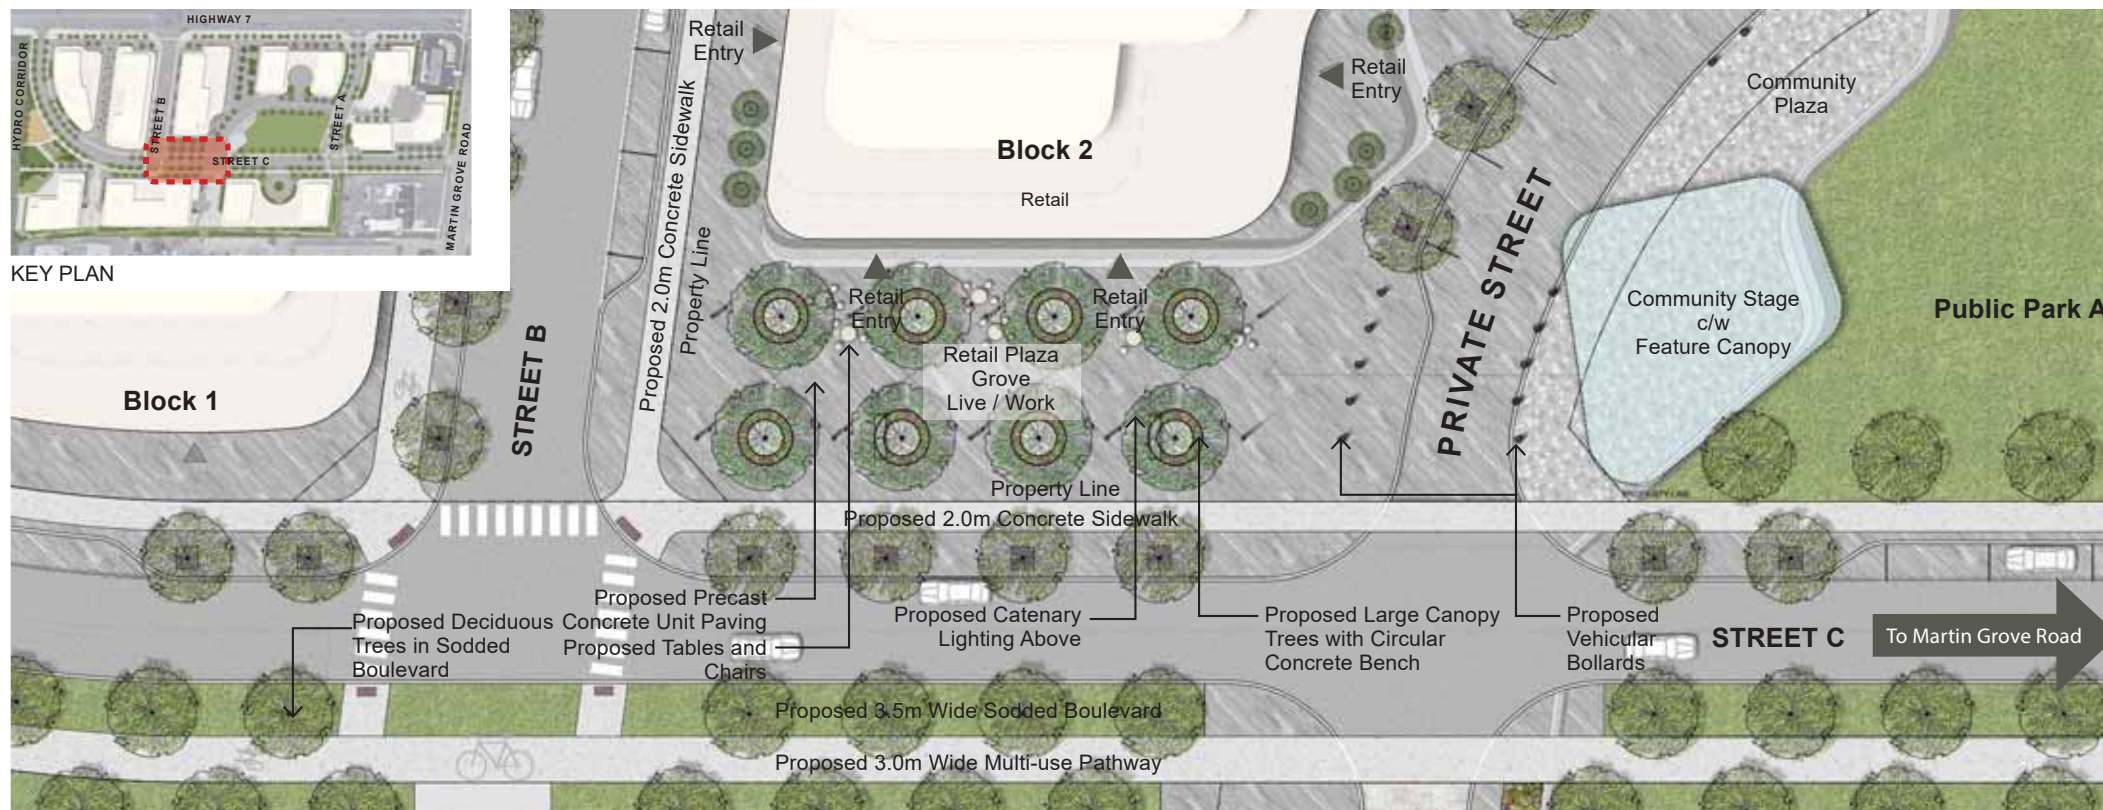 HIGHWAY 7
HYDRO CORRIDOR
STREET B
STREET A
STREET C
MARTIN GROVE ROAD
KEY PLAN
Retail
Entry
Retail
Entry
Community
Plaza
Block 2
Retail
Proposed 2.0m Concrete Sidewalk
Property Line
PRIVATE STREET
Community Stage
c/w
Feature Canopy
Public Park A
Retail
Entry
Retail
Entry
Retail Plaza
Grove
Live / Work
Block 1
STREET B
Property Line
Proposed 2.0m Concrete Sidewalk
Proposed Deciduous
Trees in Sodded
Boulevard
Proposed Precast
Concrete Unit Paving
Proposed Tables and
Chairs
Proposed Catenary
Lighting Above
Proposed Large Canopy
Trees with Circular
Concrete Bench
Proposed
Vehicular
Bollards
STREET C
To Martin Grove Road
Proposed 3.5m Wide Sodded Boulevard
Proposed 3.0m Wide Multi-use Pathway